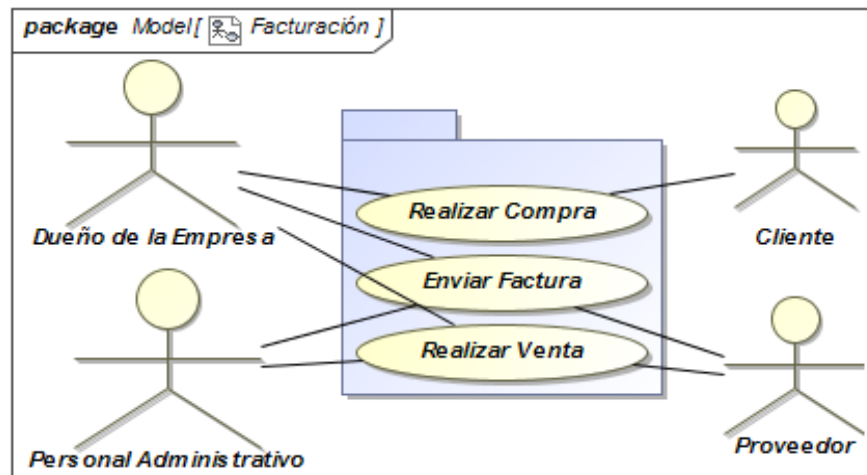 package Model[ Facturación ]
Dueño de la Empresa
Realizar Compra
Cliente
Enviar Factura
Realizar Venta
Personal Administrativo
Proveedor